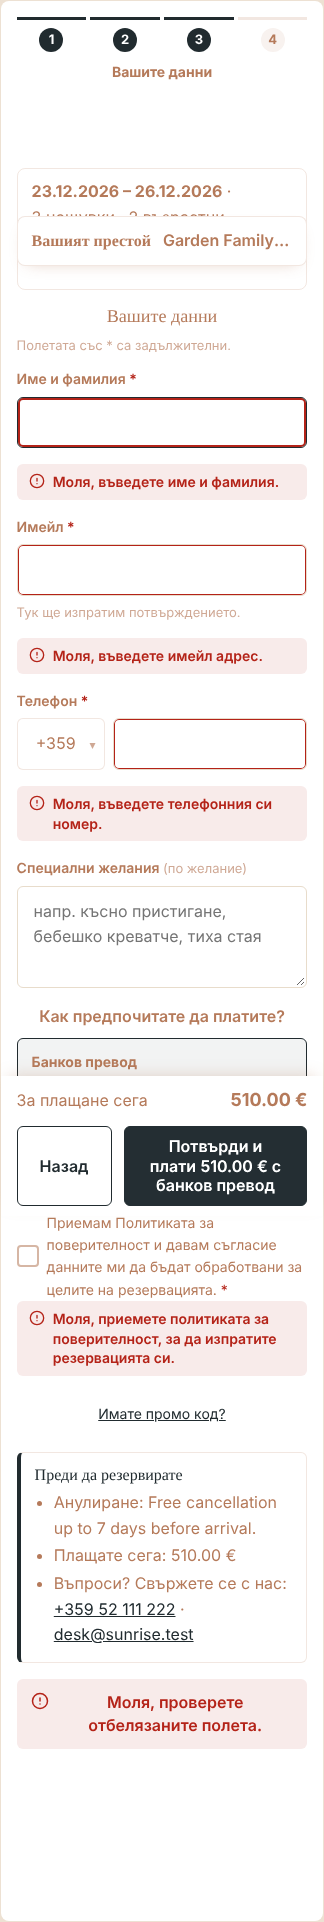 1 2 3 4
Вашите данни
23.12.2026 – 26.12.2026 ·
Вашият престой Garden Family...
Вашите данни
Полетата със * са задължителни.
Име и фамилия *
Моля, въведете име и фамилия.
Имейл *
Тук ще изпратим потвърждението.
Моля, въведете имейл адрес.
Телефон *
+359
Моля, въведете телефонния си
номер.
Специални желания (по желание)
напр. късно пристигане,
бебешко креватче, тиха стая
Как предпочитате да платите?
Банков превод
За плащане сега 510.00 €
Назад
Потвърди и
плати 510.00 € с
банков превод
Приемам Политиката за
поверителност и давам съгласие
данните ми да бъдат обработвани за
целите на резервацията. *
Моля, приемете политиката за
поверителност, за да изпратите
резервацията си.
Имате промо код?
Преди да резервирате
• Анулиране: Free cancellation
up to 7 days before arrival.
• Плащате сега: 510.00 €
• Въпроси? Свържете се с нас:
+359 52 111 222 ·
desk@sunrise.test
Моля, проверете
отбелязаните полета.